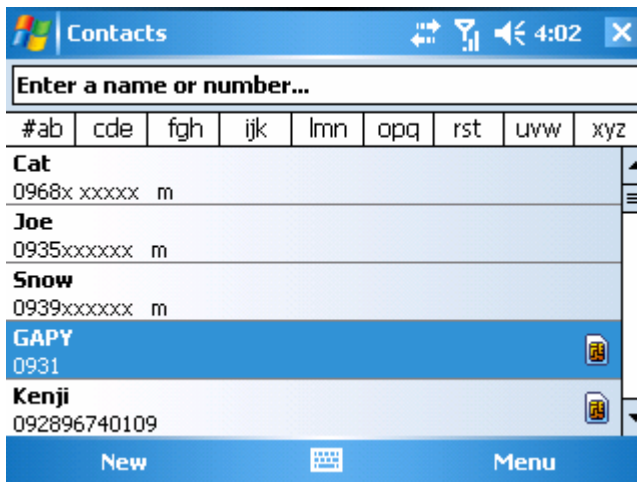 Contacts 4:02
Enter a name or number...
#ab cde fgh ijk lmn opq rst uvw xyz
Cat
0968x xxxxx m
Joe
0935xxxxxx m
Snow
0939xxxxxx m
GAPY
0931
Kenji
092896740109
New Menu